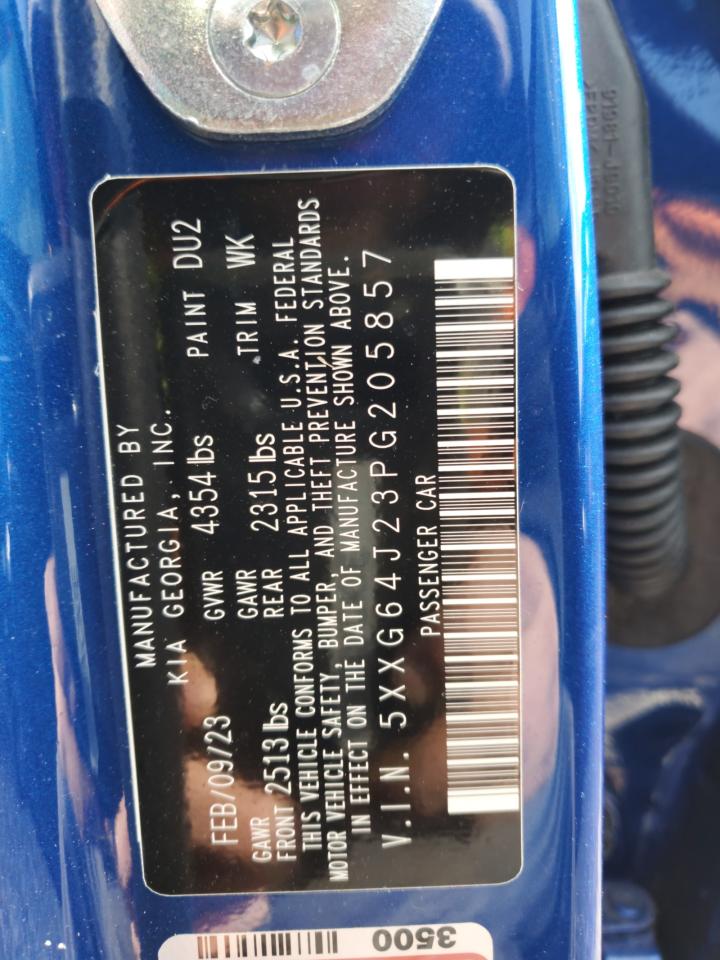 MANUFACTURED BY
KIA GEORGIA, INC.
FEB/09/23 GVWR 4354 lbs PAINT DU2
GAWR FRONT 2513 lbs GAWR REAR 2315 lbs TRIM WK
THIS VEHICLE CONFORMS TO ALL APPLICABLE U.S.A. FEDERAL
MOTOR VEHICLE SAFETY, BUMPER, AND THEFT PREVENTION STANDARDS
IN EFFECT ON THE DATE OF MANUFACTURE SHOWN ABOVE.
V.I.N. 5XXG64J23PG205857
PASSENGER CAR
3500